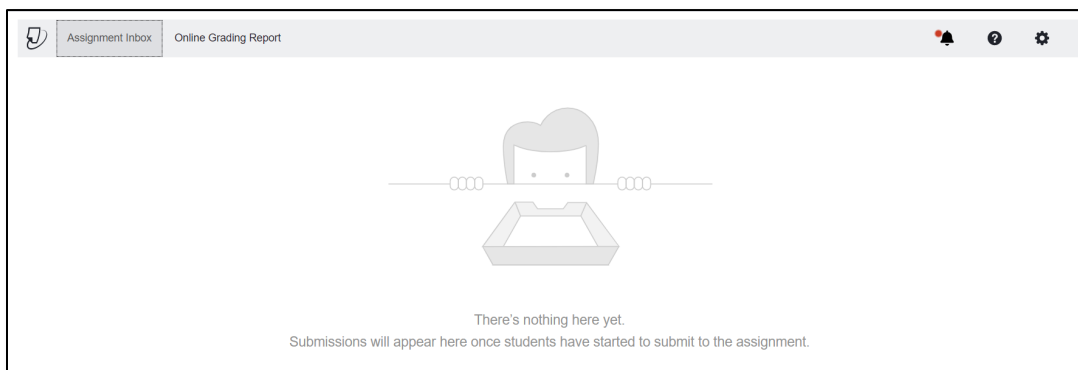 Assignment Inbox Online Grading Report
There's nothing here yet.
Submissions will appear here once students have started to submit to the assignment.